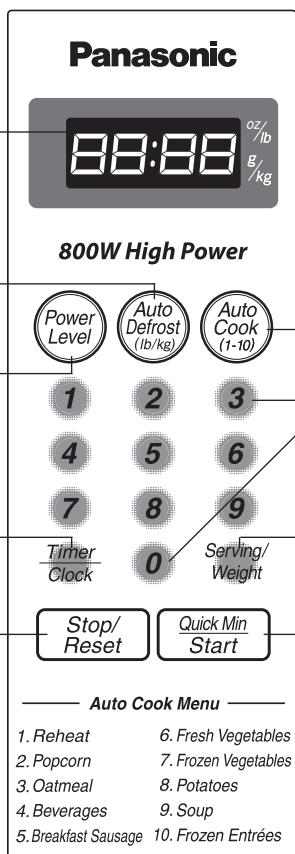 Panasonic
88:88
oz/lb
g/kg
800W High Power
Power Level
Auto Defrost (lb/kg)
Auto Cook (1-10)
1 2 3
4 5 6
7 8 9
Timer/Clock 0 Serving/Weight
Stop/Reset
Quick Min/Start
Auto Cook Menu
1. Reheat 6. Fresh Vegetables
2. Popcorn 7. Frozen Vegetables
3. Oatmeal 8. Potatoes
4. Beverages 9. Soup
5. Breakfast Sausage 10. Frozen Entrées